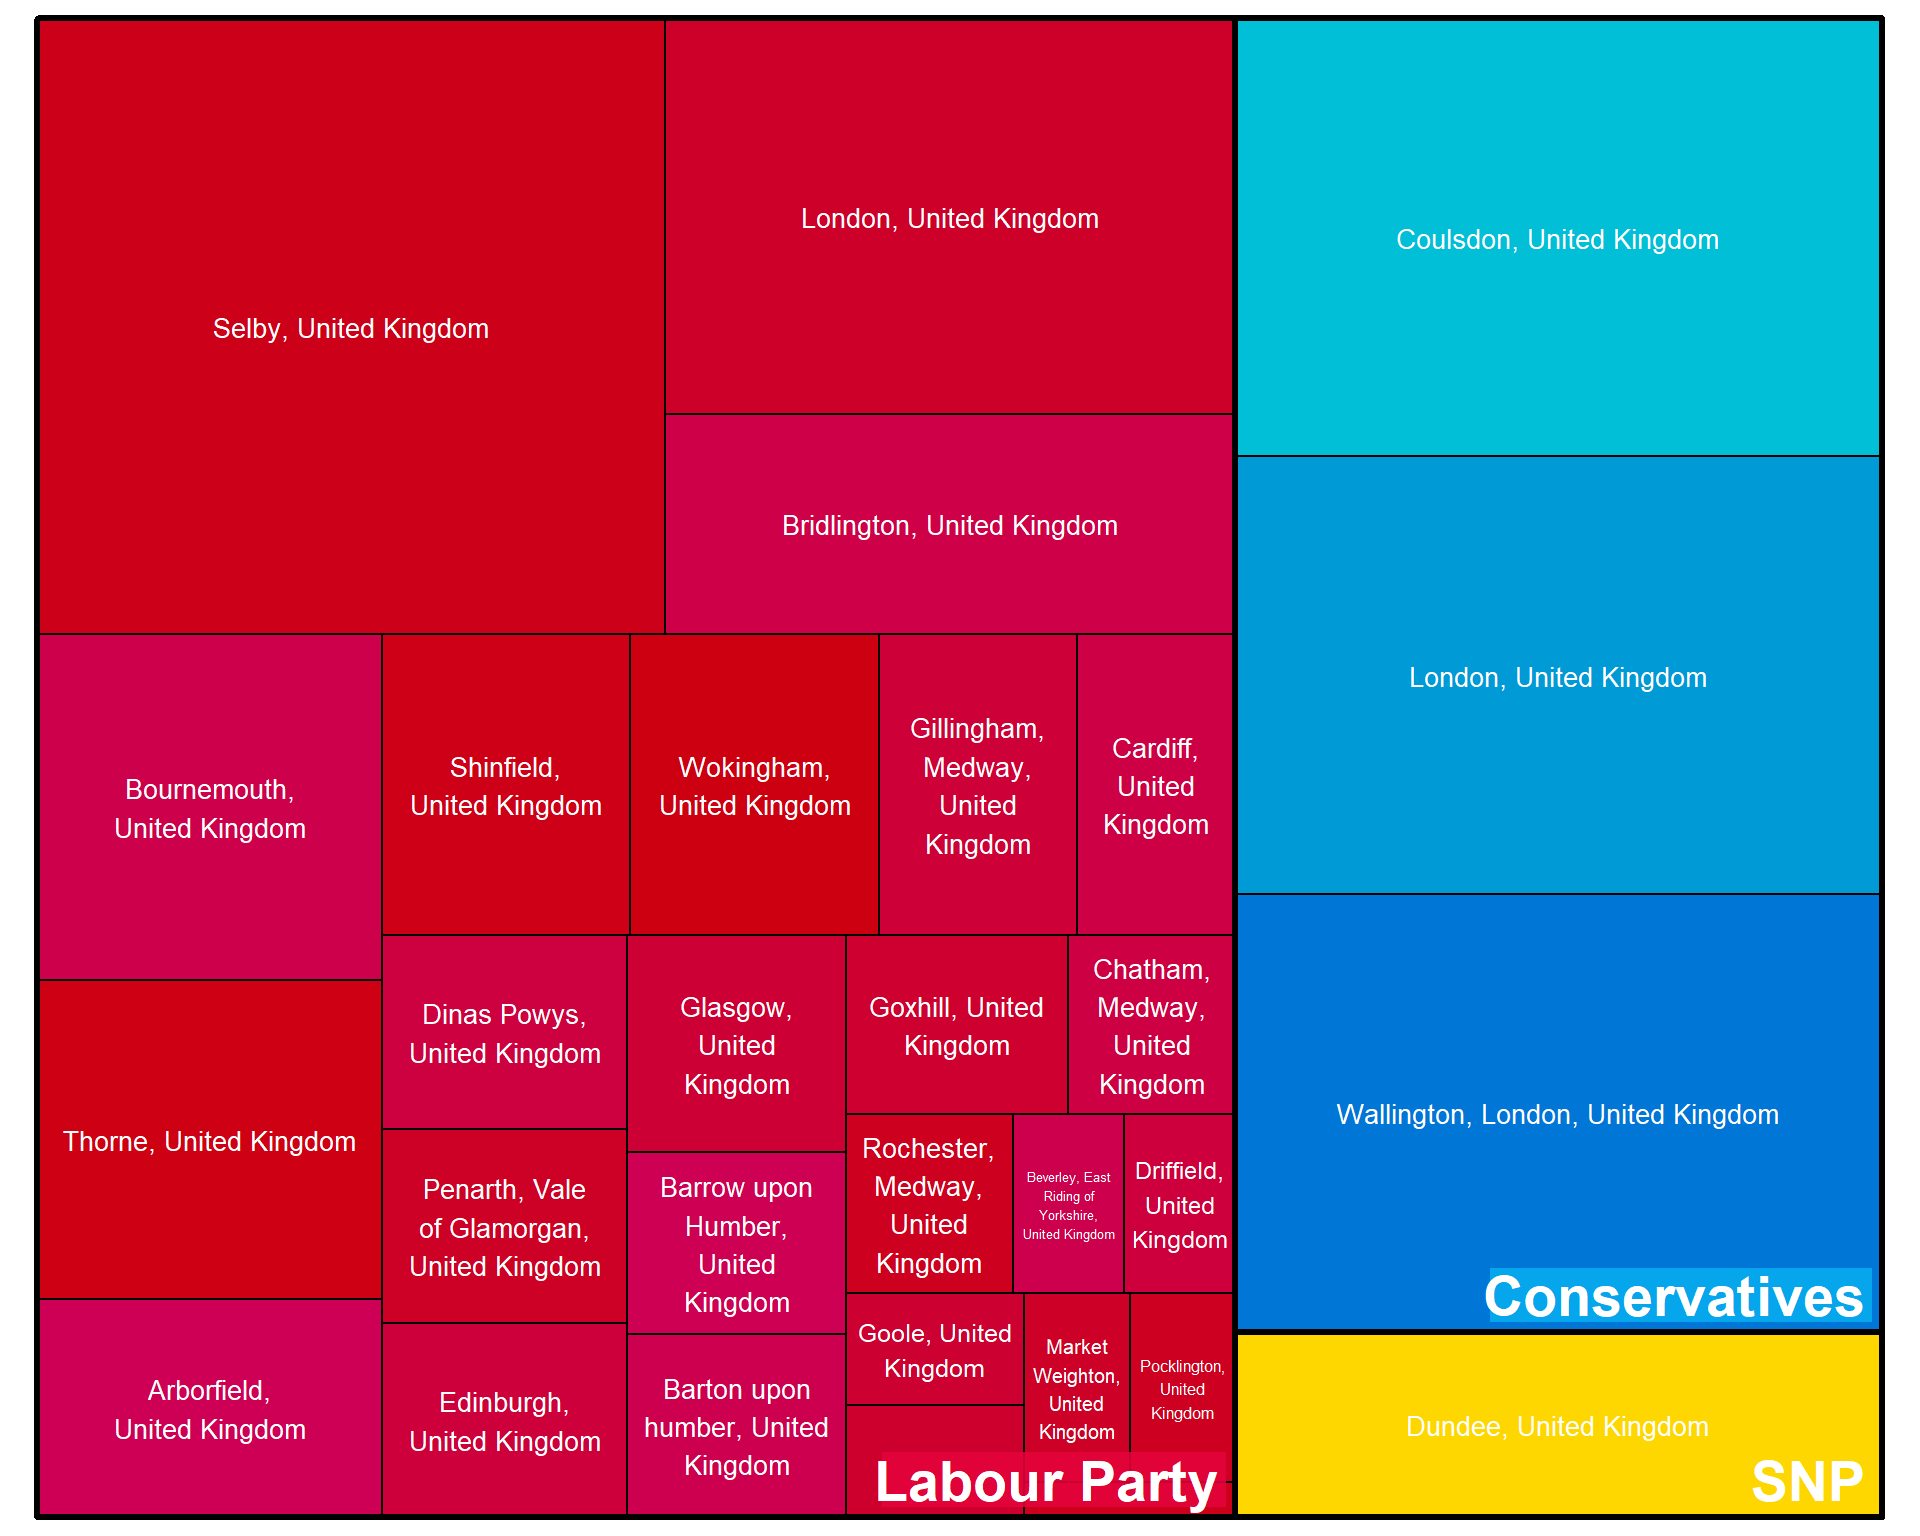 Selby, United Kingdom
London, United Kingdom
Bridlington, United Kingdom
Bournemouth,
United Kingdom
Thorne, United Kingdom
Arborfield,
United Kingdom
Shinfield,
United Kingdom
Wokingham,
United Kingdom
Gillingham,
Medway,
United
Kingdom
Cardiff,
United
Kingdom
Dinas Powys,
United Kingdom
Penarth, Vale
of Glamorgan,
United Kingdom
Edinburgh,
United Kingdom
Glasgow,
United
Kingdom
Barrow upon
Humber,
United
Kingdom
Barton upon
humber, United
Kingdom
Goxhill, United
Kingdom
Chatham,
Medway,
United
Kingdom
Rochester,
Medway,
United
Kingdom
Beverley, East
Riding of
Yorkshire,
United Kingdom
Driffield,
United
Kingdom
Goole, United
Kingdom
Market
Weighton,
United
Kingdom
Pocklington,
United
Kingdom
Labour Party
Coulsdon, United Kingdom
London, United Kingdom
Wallington, London, United Kingdom
Conservatives
Dundee, United Kingdom
SNP